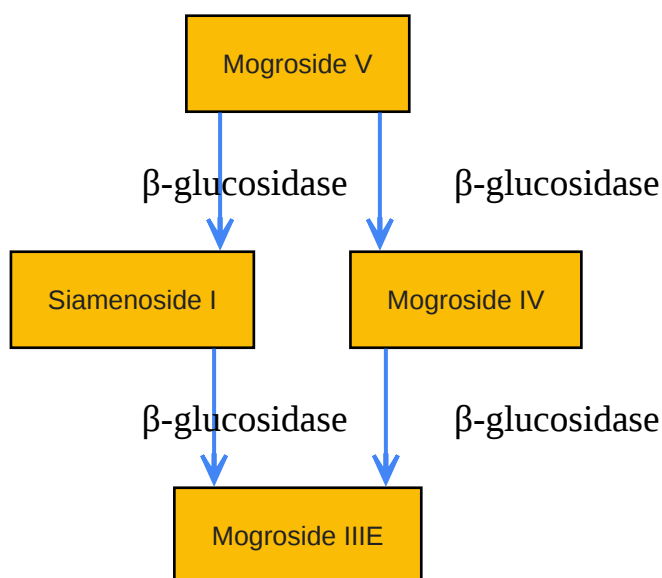 Mogroside V
β-glucosidase
β-glucosidase
Siamenoside I
Mogroside IV
β-glucosidase
β-glucosidase
Mogroside IIIE